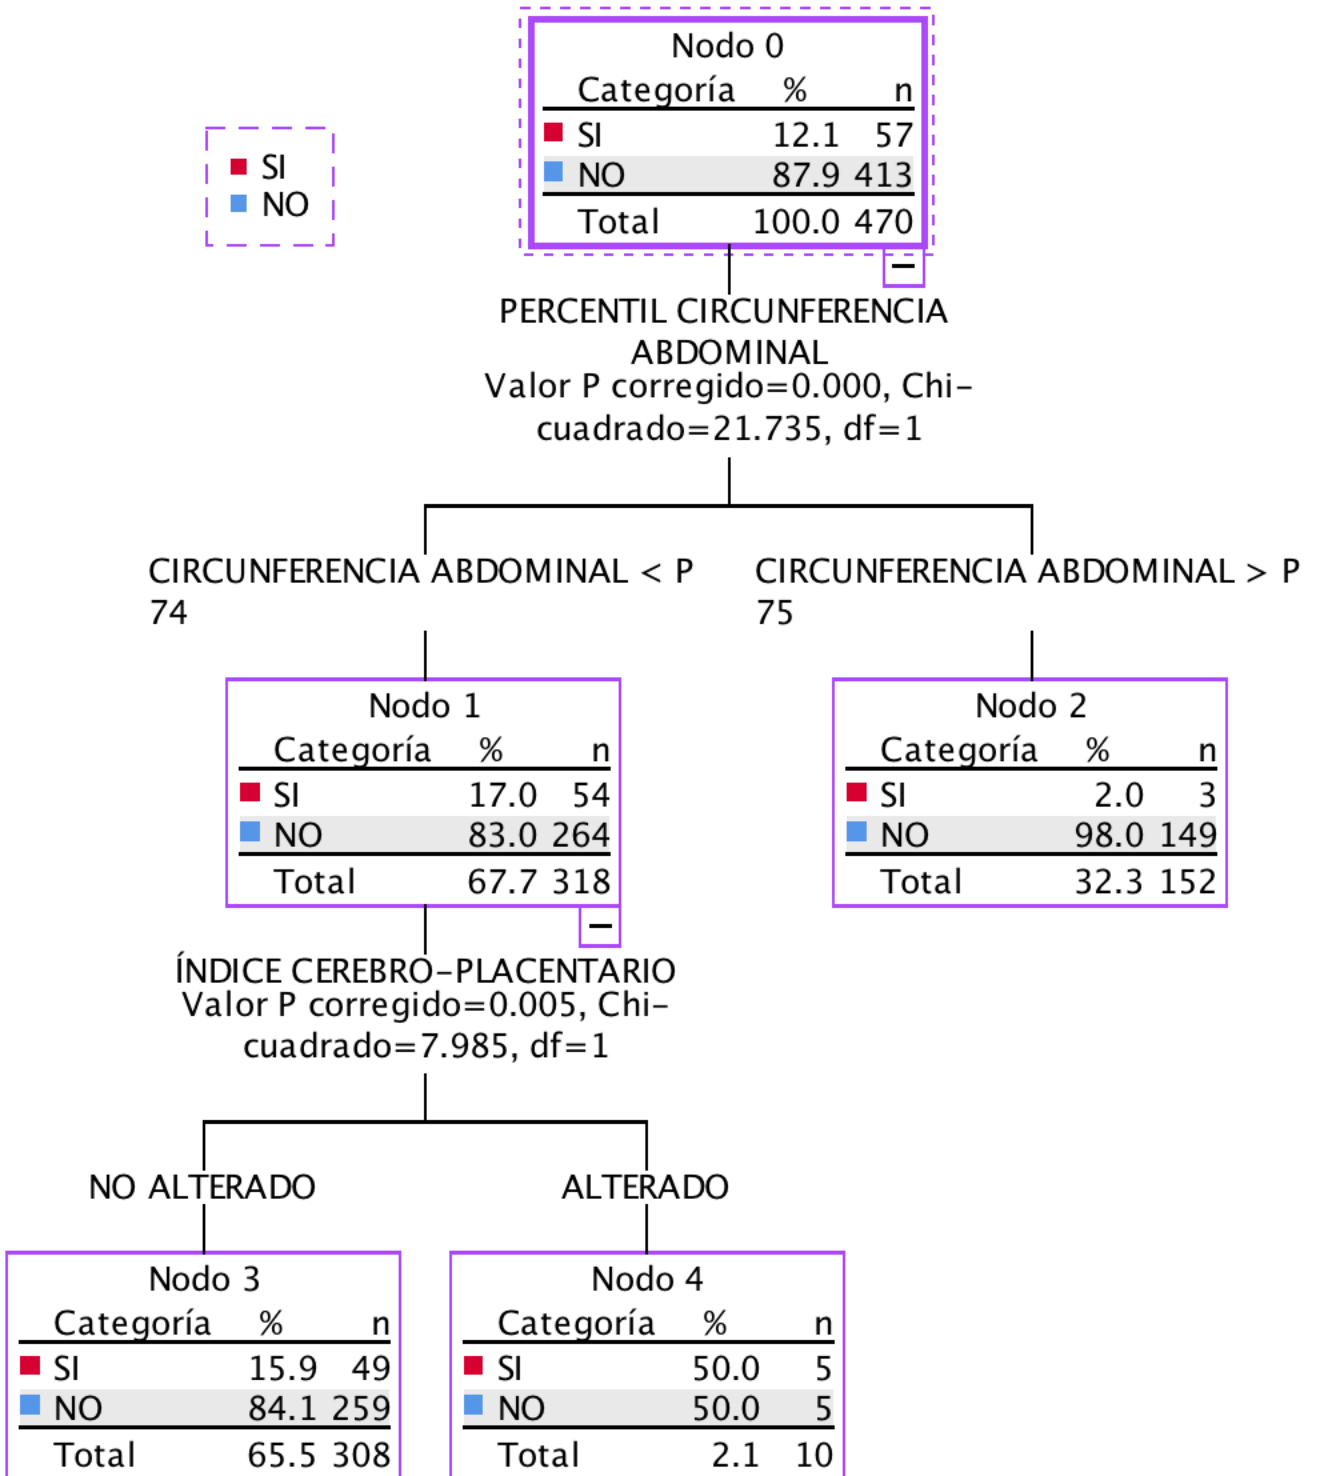 Nodo 0
Categoría % n
SI 12.1 57
NO 87.9 413
Total 100.0 470
SI
NO
PERCENTIL CIRCUNFERENCIA
ABDOMINAL
Valor P corregido=0.000, Chi-
cuadrado=21.735, df=1
CIRCUNFERENCIA ABDOMINAL < P
74
CIRCUNFERENCIA ABDOMINAL > P
75
Nodo 1
Categoría % n
SI 17.0 54
NO 83.0 264
Total 67.7 318
Nodo 2
Categoría % n
SI 2.0 3
NO 98.0 149
Total 32.3 152
ÍNDICE CEREBRO-PLACENTARIO
Valor P corregido=0.005, Chi-
cuadrado=7.985, df=1
NO ALTERADO
ALTERADO
Nodo 3
Categoría % n
SI 15.9 49
NO 84.1 259
Total 65.5 308
Nodo 4
Categoría % n
SI 50.0 5
NO 50.0 5
Total 2.1 10